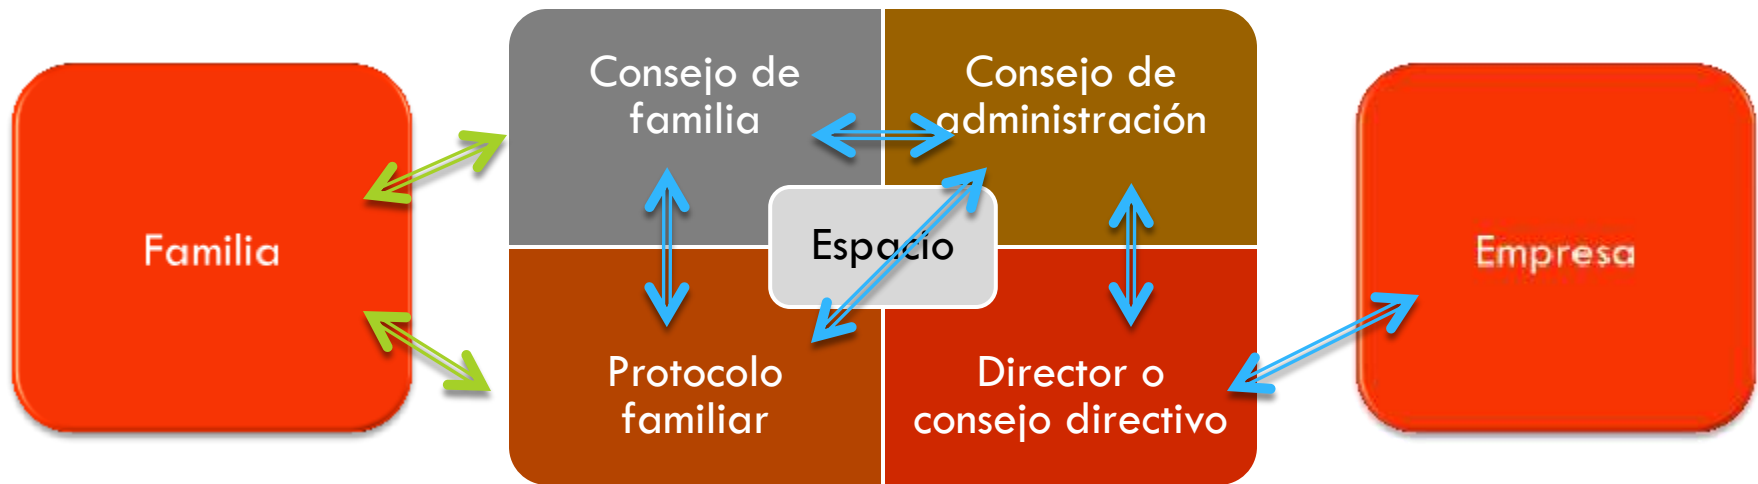 Consejo de
familia
Consejo de
administración
Familia
Espacio
Empresa
Protocolo
familiar
Director o
consejo directivo